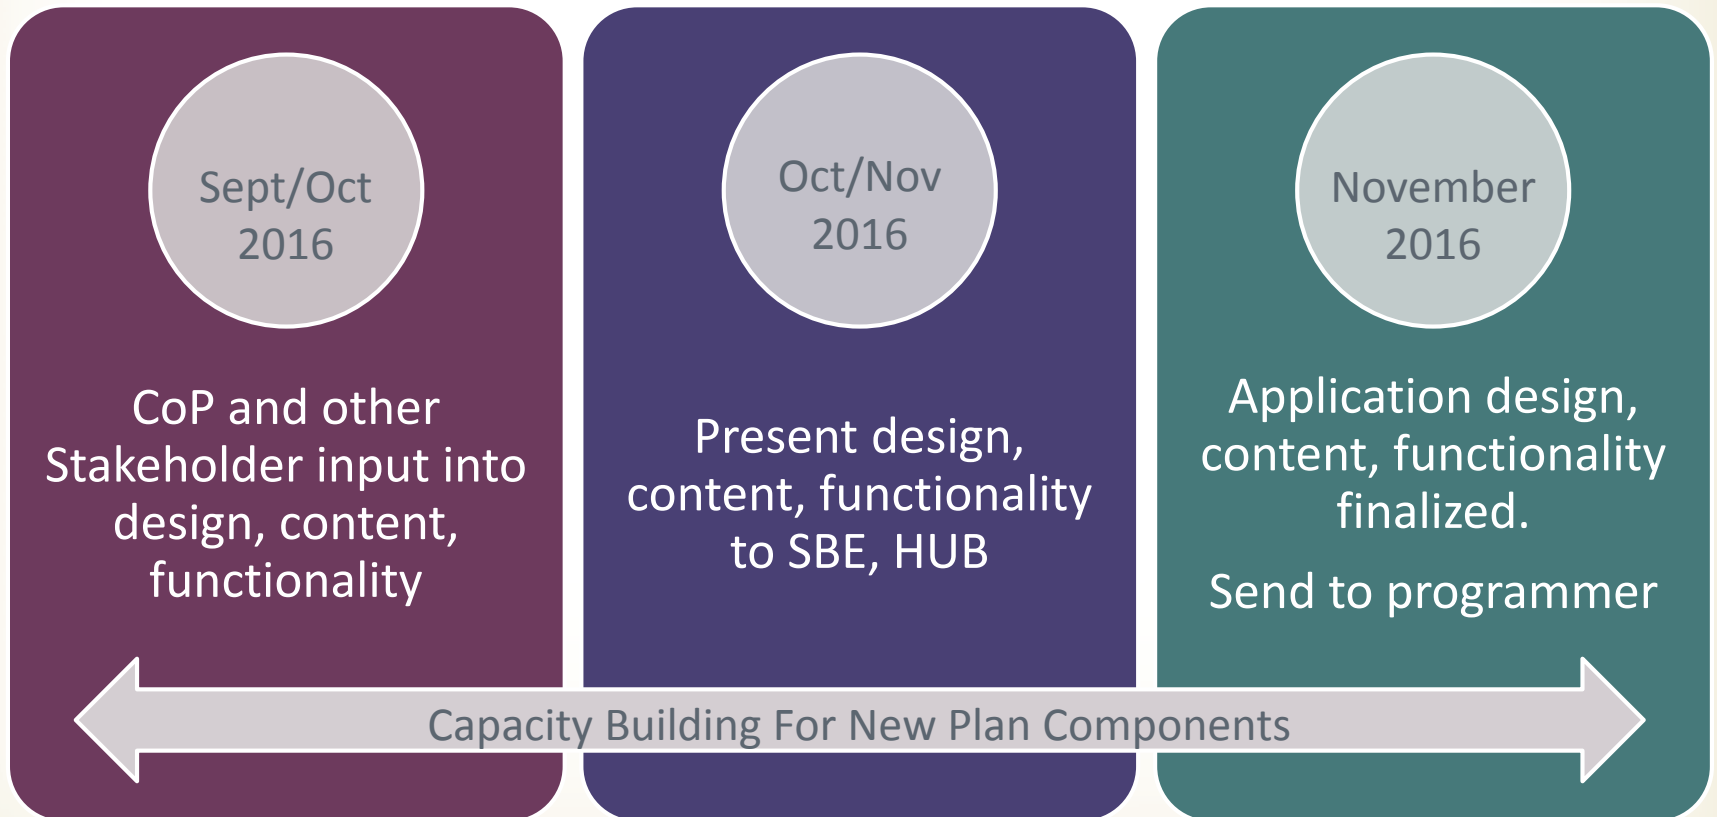 Sept/Oct
2016
CoP and other
Stakeholder input into
design, content,
functionality
Oct/Nov
2016
Present design,
content, functionality
to SBE, HUB
November
2016
Application design,
content, functionality
finalized.
Send to programmer
Capacity Building For New Plan Components